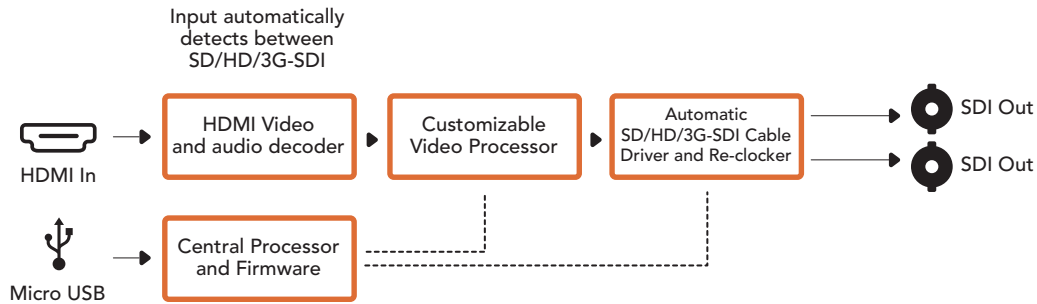 Input automatically
detects between
SD/HD/3G-SDI
HDMI In
HDMI Video
and audio decoder
Customizable
Video Processor
Automatic
SD/HD/3G-SDI Cable
Driver and Re-clocker
SDI Out
SDI Out
Micro USB
Central Processor
and Firmware